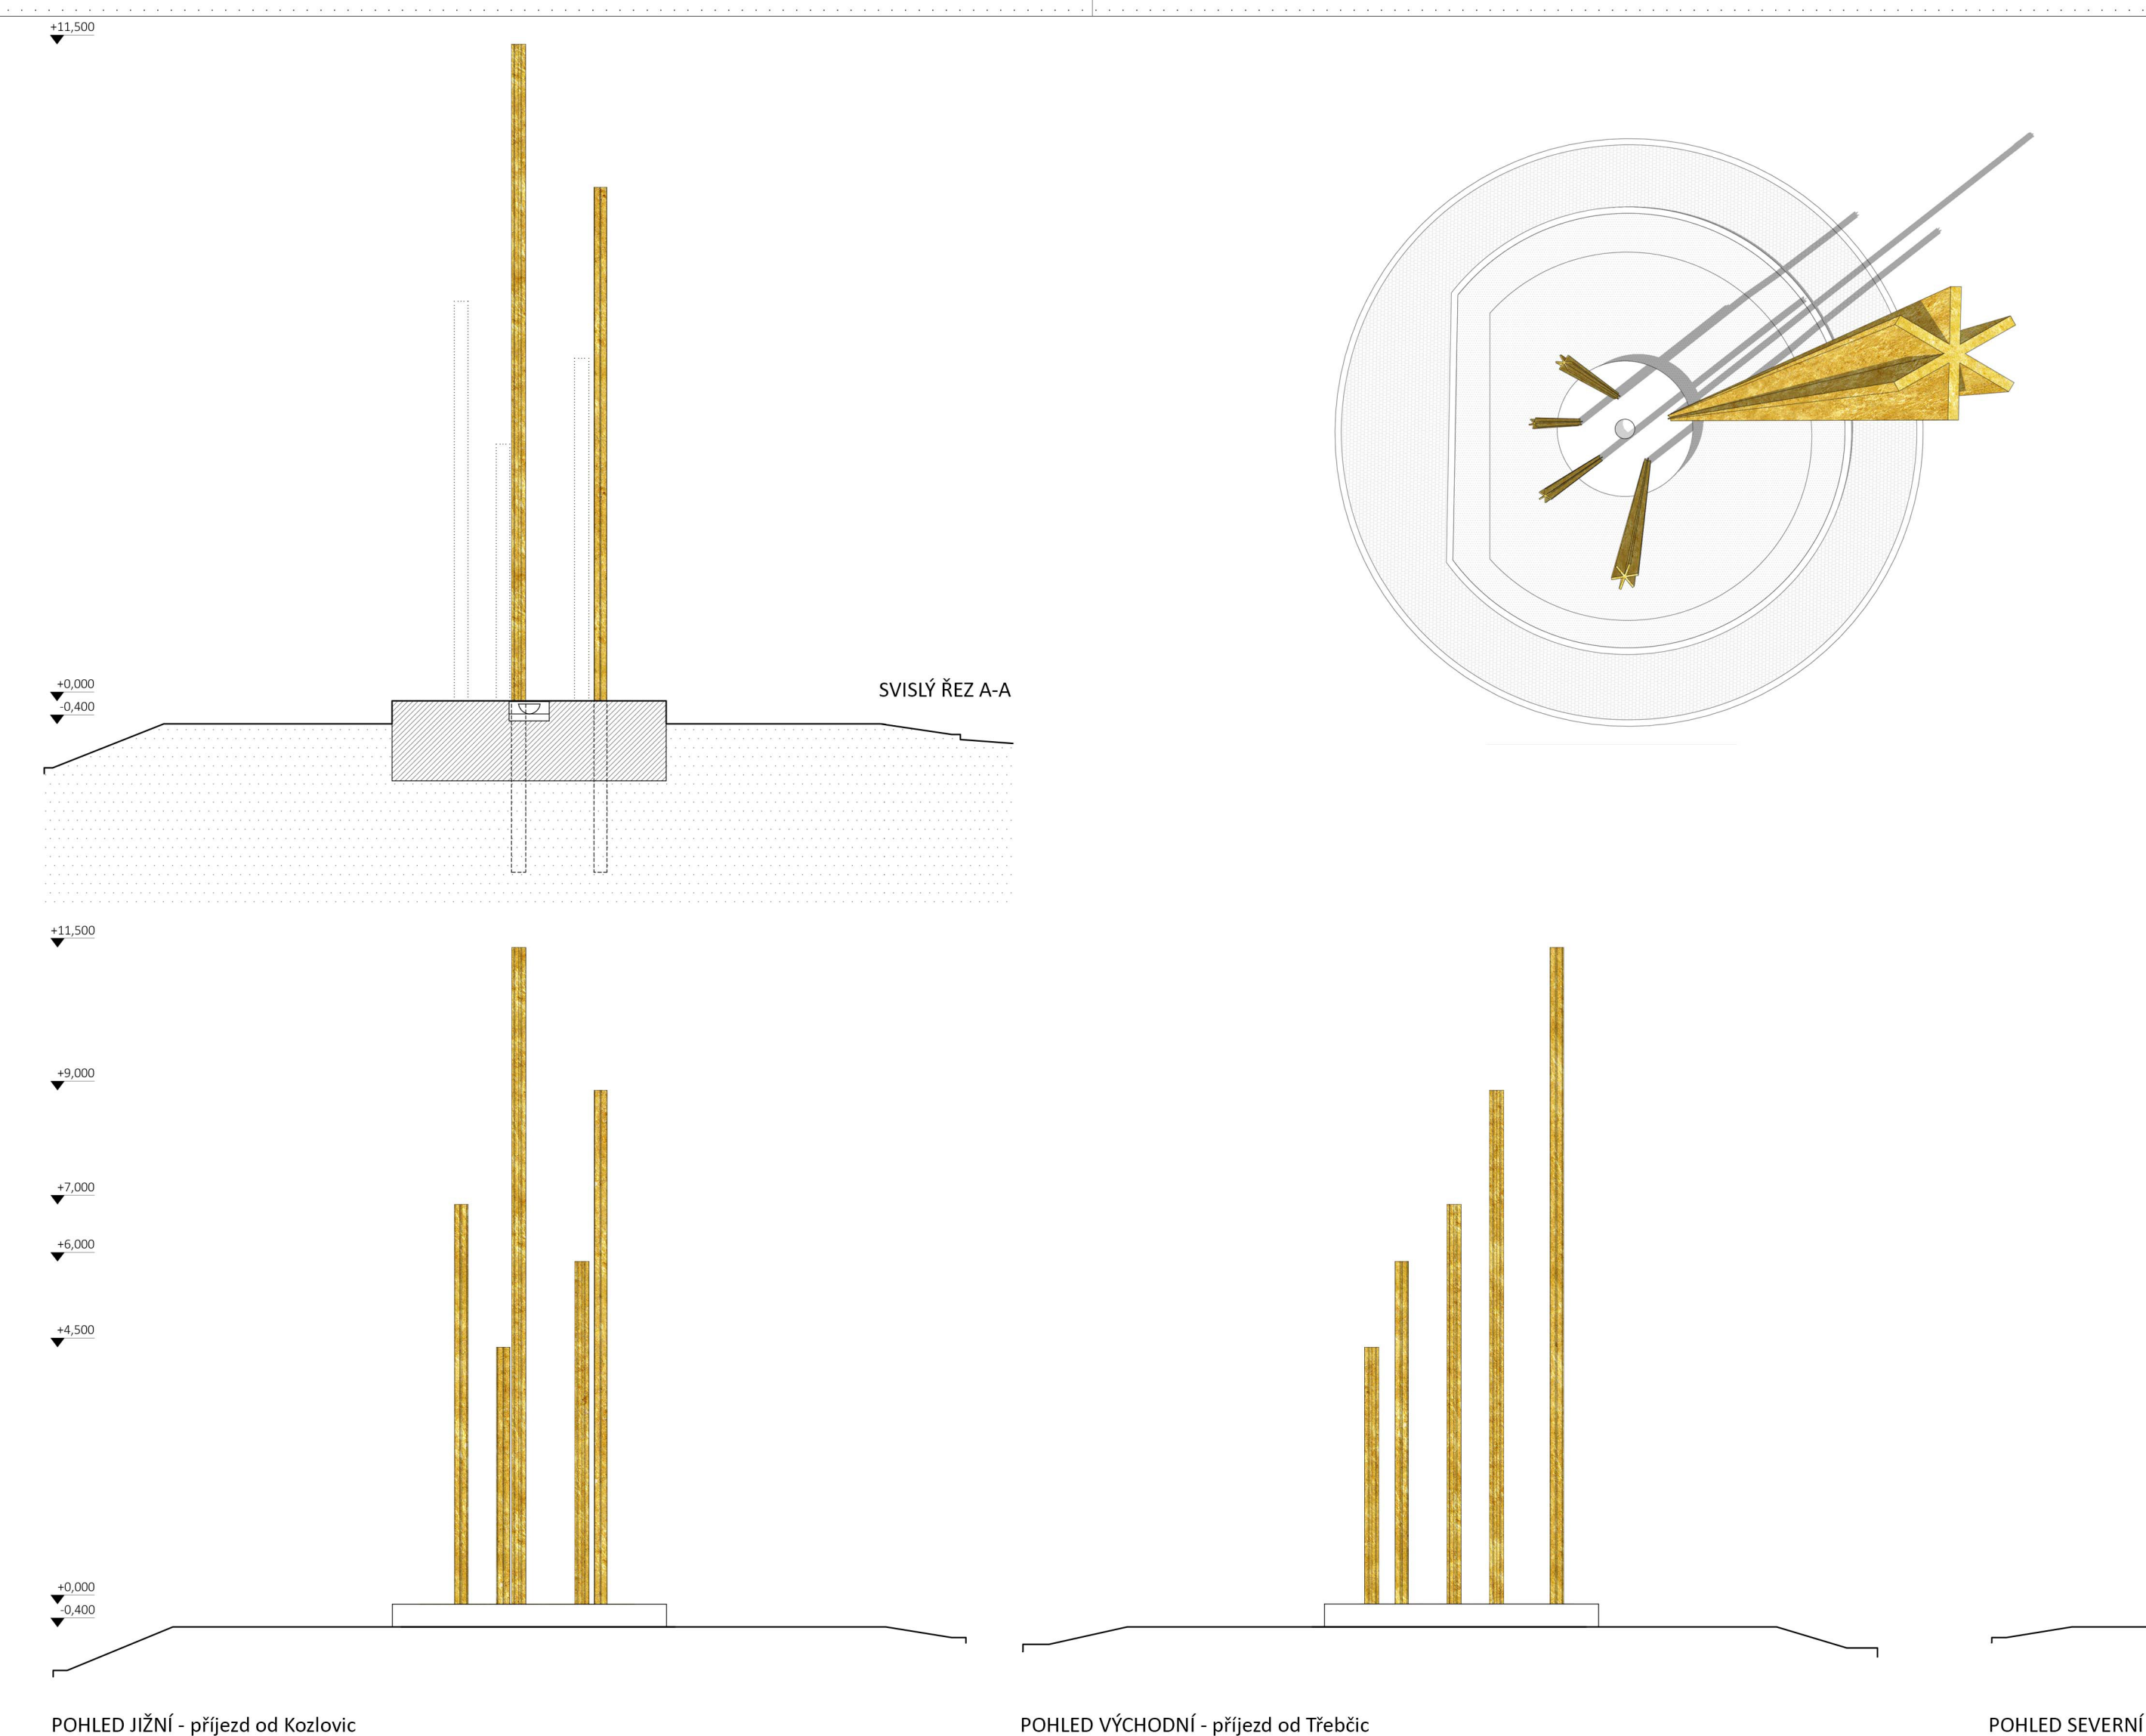 +11,500
+0,000
-0,400
SVISLÝ ŘEZ A-A
+11,500
+9,000
+7,000
+6,000
+4,500
+0,000
-0,400
POHLED JIŽNÍ - příjezd od Kozlovic
POHLED VÝCHODNÍ - příjezd od Třebčic
POHLED SEVERNÍ